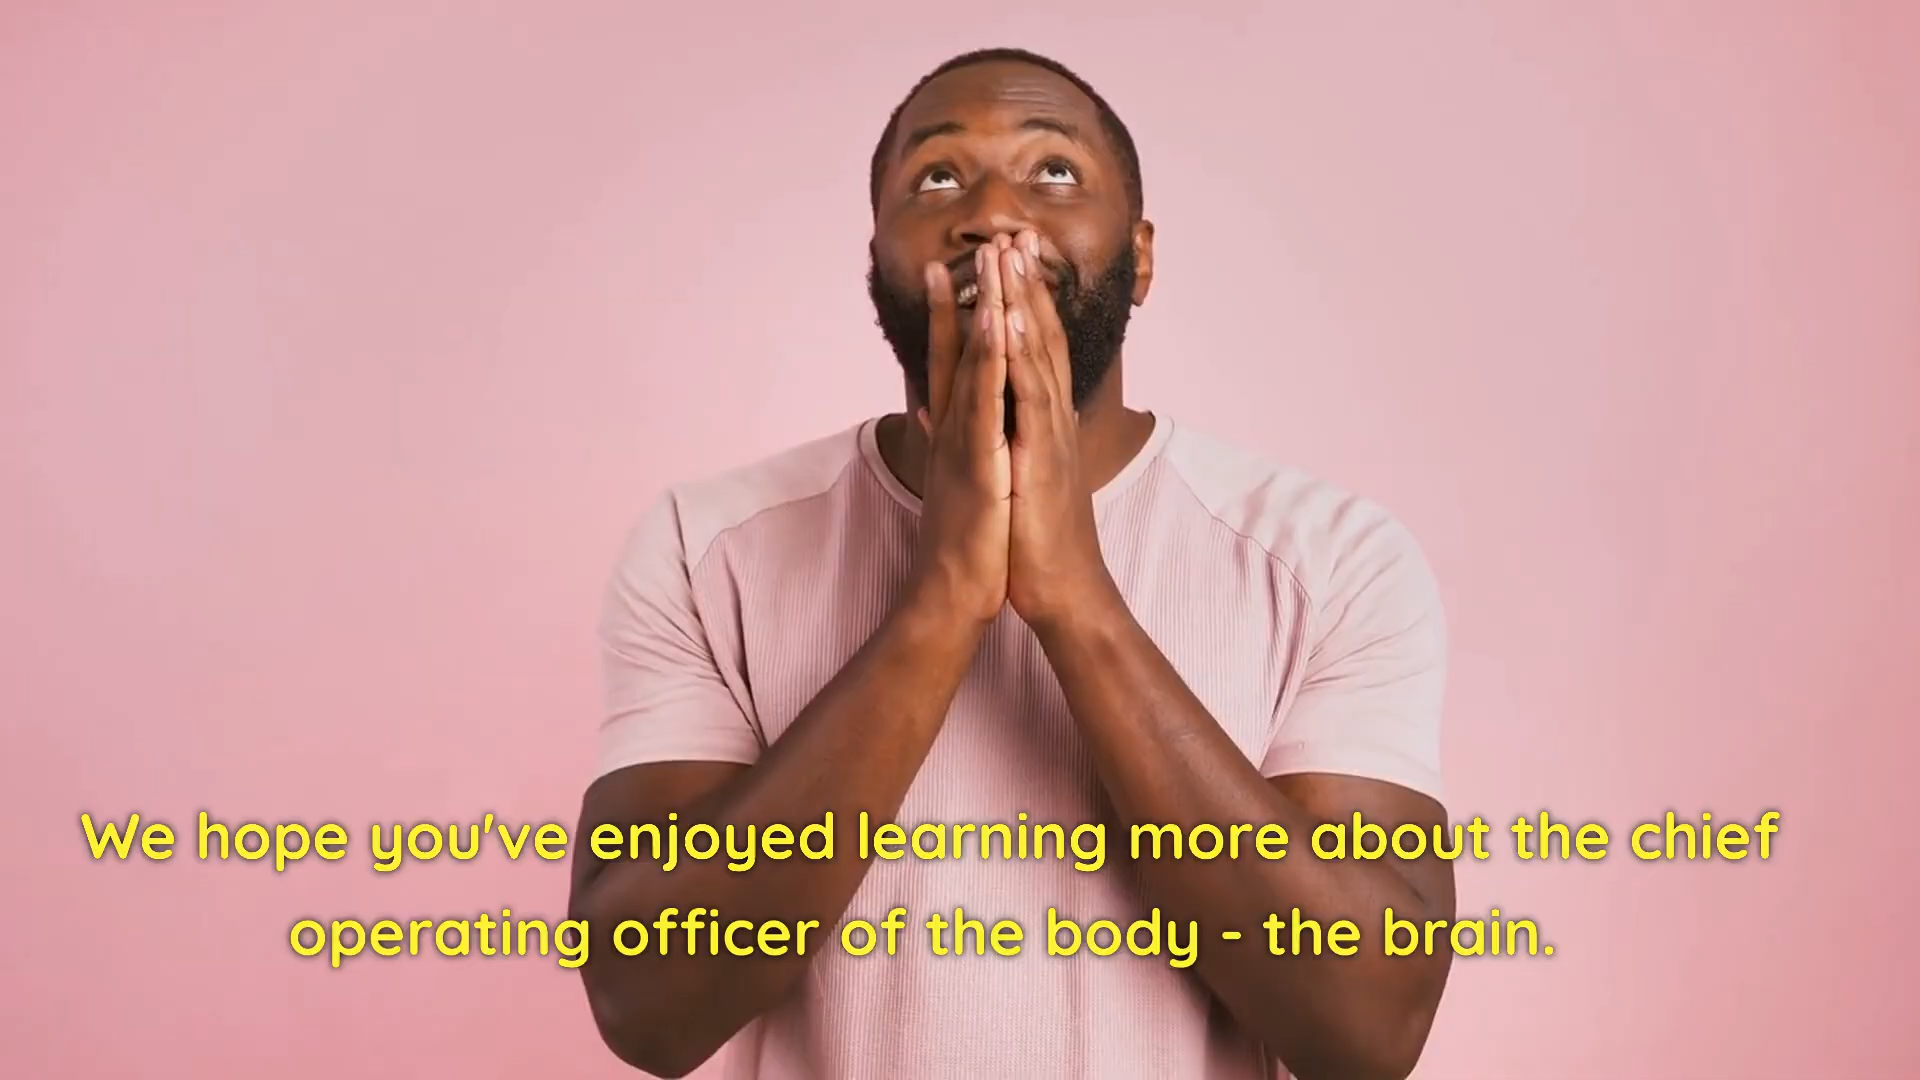 We hope you've enjoyed learning more about the chief
operating officer of the body - the brain.